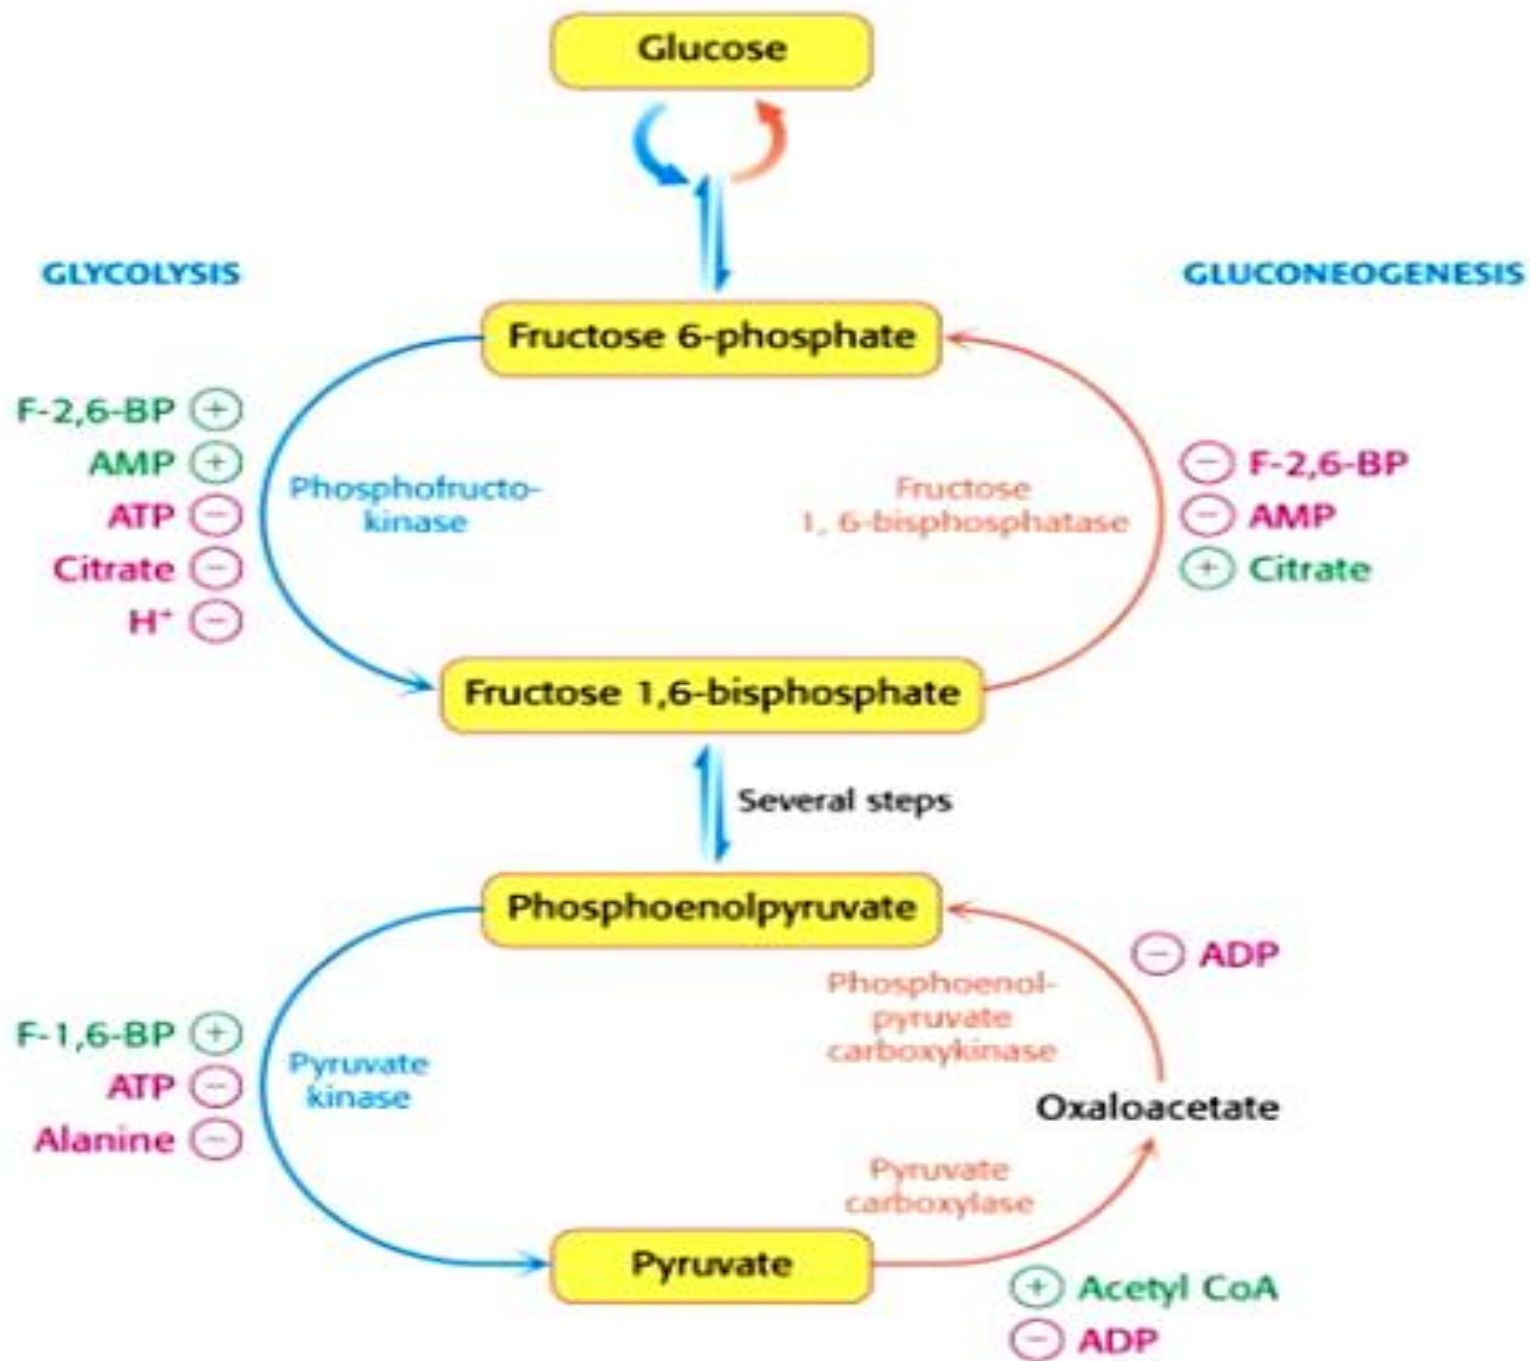 Glucose
GLYCOLYSIS
GLUCONEOGENESIS
Fructose 6-phosphate
F-2,6-BP +
AMP +
ATP −
Citrate −
H⁺ −
Phosphofructo-
kinase
Fructose
1, 6-bisphosphatase
− F-2,6-BP
− AMP
+ Citrate
Fructose 1,6-bisphosphate
Several steps
Phosphoenolpyruvate
− ADP
Phosphoenol-
pyruvate
carboxykinase
F-1,6-BP +
ATP −
Alanine −
Pyruvate
kinase
Oxaloacetate
Pyruvate
carboxylase
Pyruvate
+ Acetyl CoA
− ADP